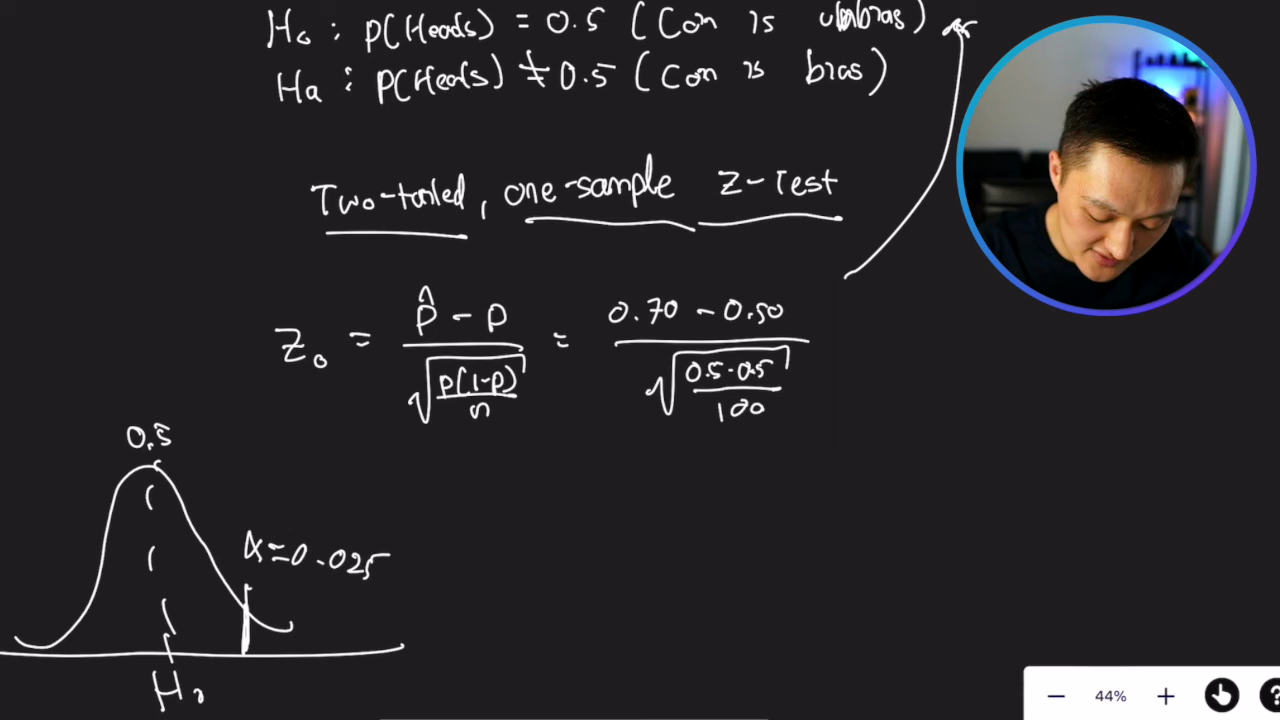 H₀ : P(Heads) = 0.5 (Coin is unbias)
Ha : P(Heads) ≠ 0.5 (Coin is bias)
Two-tailed, one-sample Z-Test
Z₀ = (p̂ - p) / √(p(1-p)/n) = (0.70 - 0.50) / √(0.5·0.5/100)
0.5
α=0.025
H₀
44%
?